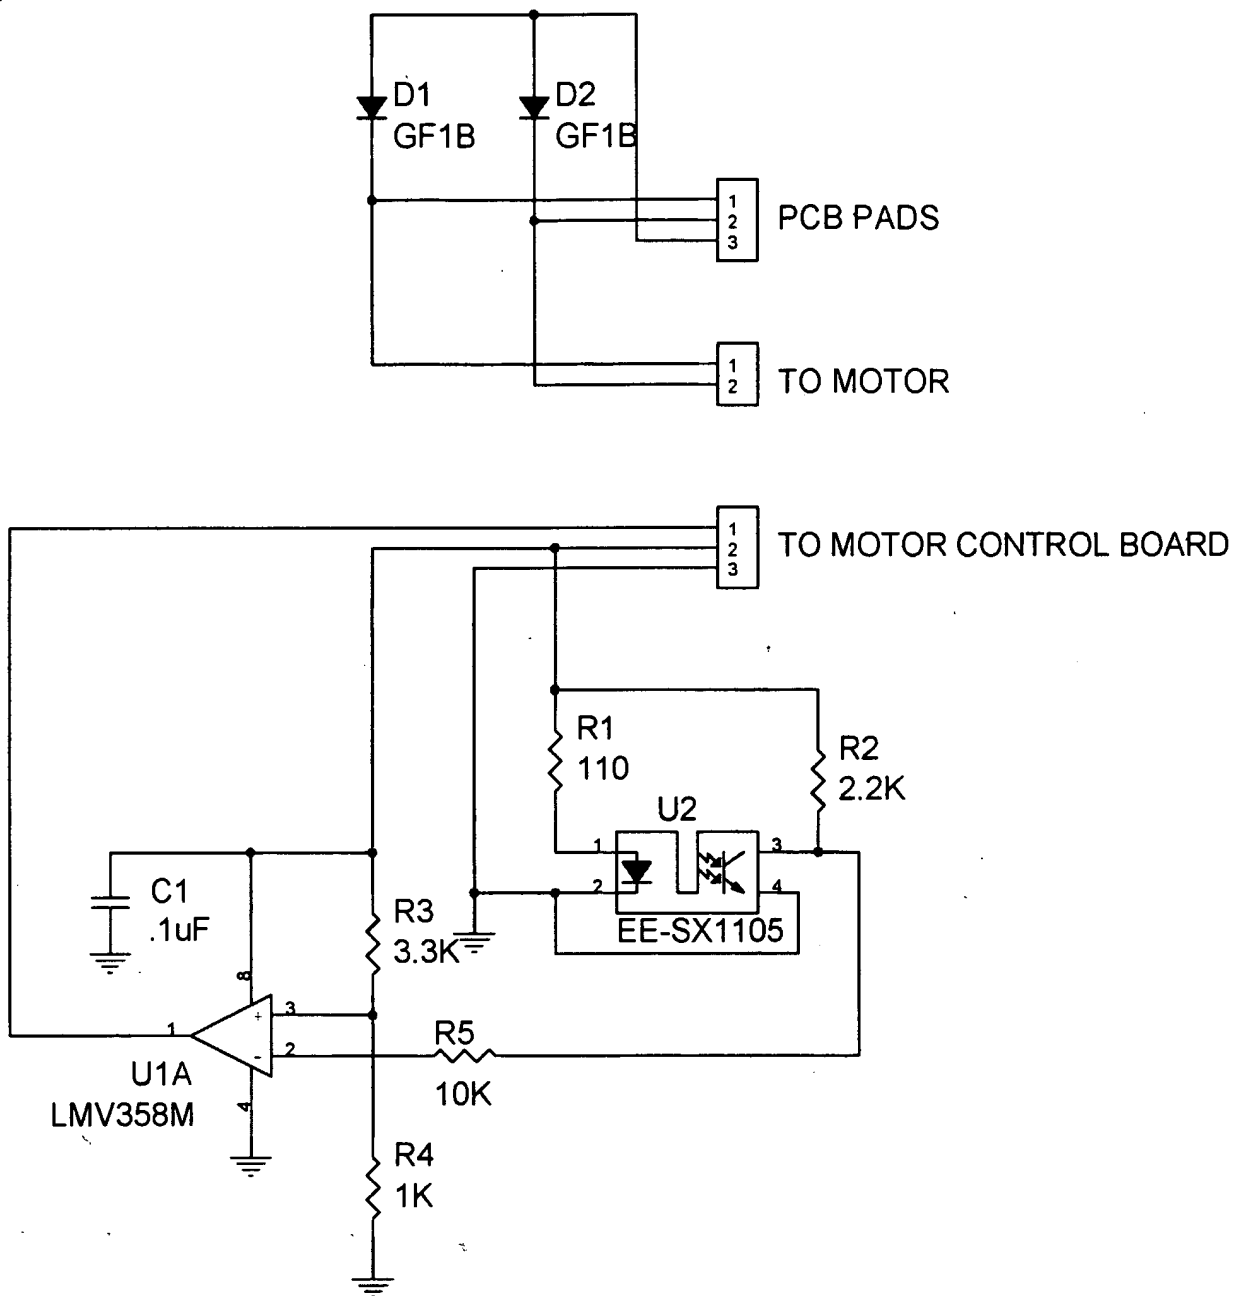 D1
GF1B
D2
GF1B
1
2
3
PCB PADS
1
2
TO MOTOR
1
2
3
TO MOTOR CONTROL BOARD
R1
110
R2
2.2K
U2
1
2
3
4
EE-SX1105
C1
.1uF
R3
3.3K
8
3
+
1
2
-
4
U1A
LMV358M
R5
10K
R4
1K